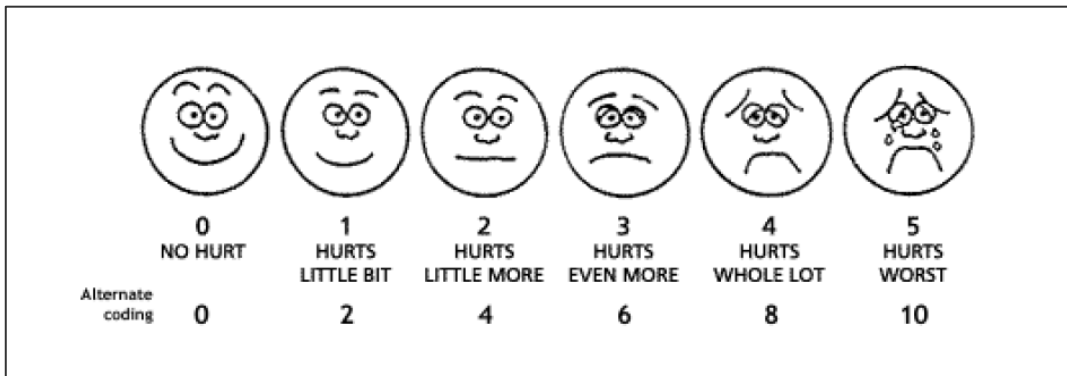 0 1 2 3 4 5
NO HURT HURTS HURTS HURTS HURTS HURTS
LITTLE BIT LITTLE MORE EVEN MORE WHOLE LOT WORST
Alternate
coding 0 2 4 6 8 10